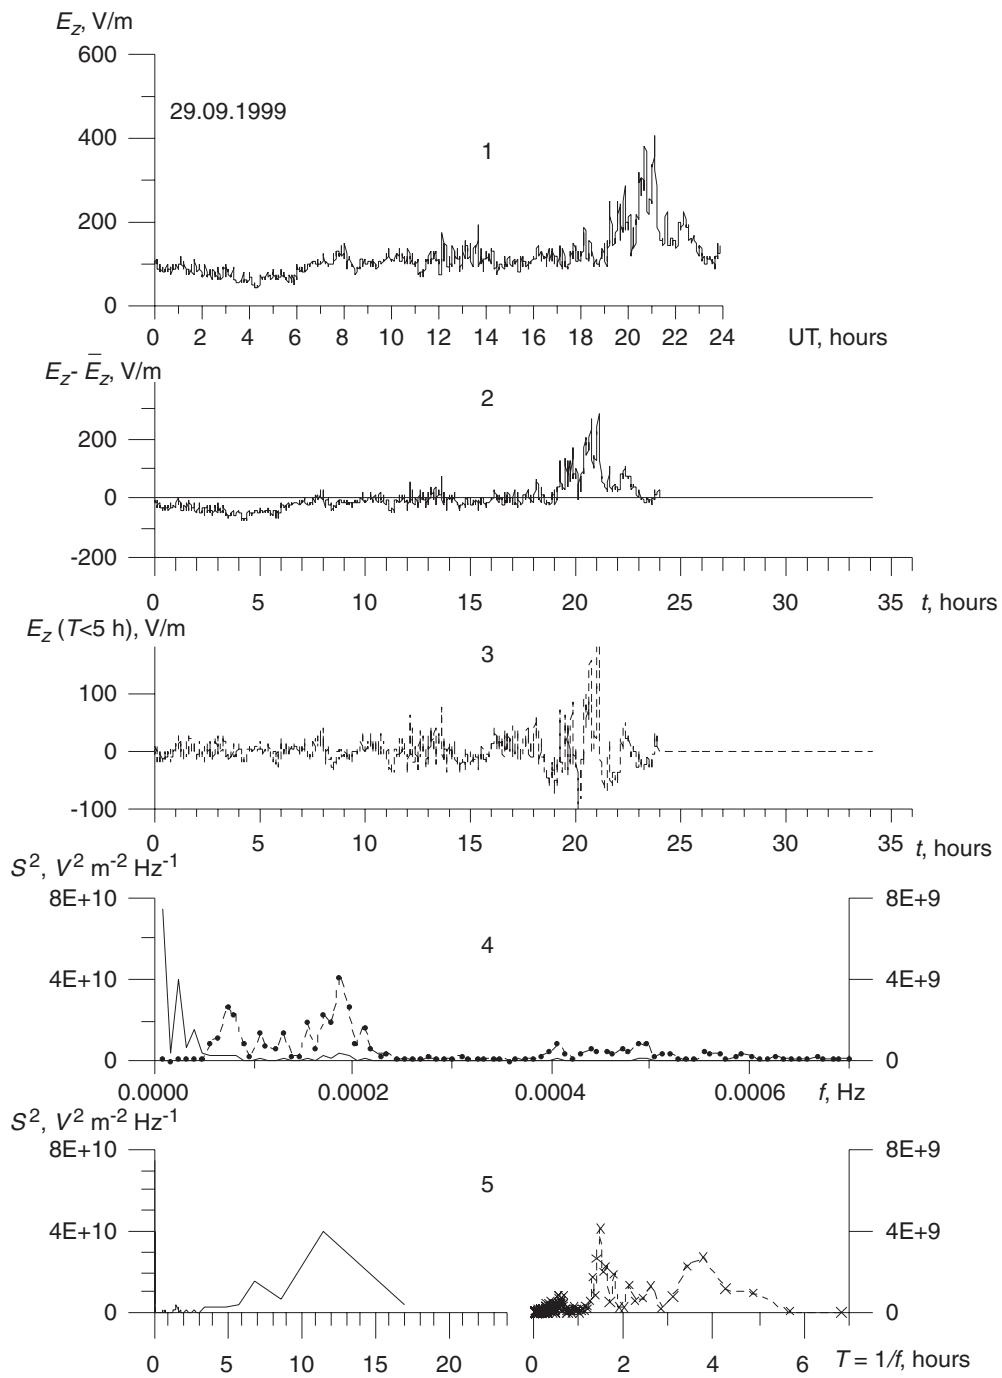 E_z, V/m
600
29.09.1999
400
1
200
0
0 2 4 6 8 10 12 14 16 18 20 22 24 UT, hours
E_z- Ē_z, V/m
2
200
0
-200
0 5 10 15 20 25 30 35 t, hours
E_z (T<5 h), V/m
3
100
0
-100
0 5 10 15 20 25 30 35 t, hours
S², V² m⁻² Hz⁻¹
8E+10 8E+9
4
4E+10 4E+9
0 0
0.0000 0.0002 0.0004 0.0006 f, Hz
S², V² m⁻² Hz⁻¹
8E+10 8E+9
5
4E+10 4E+9
0 0
0 5 10 15 20 0 2 4 6 T = 1/f, hours